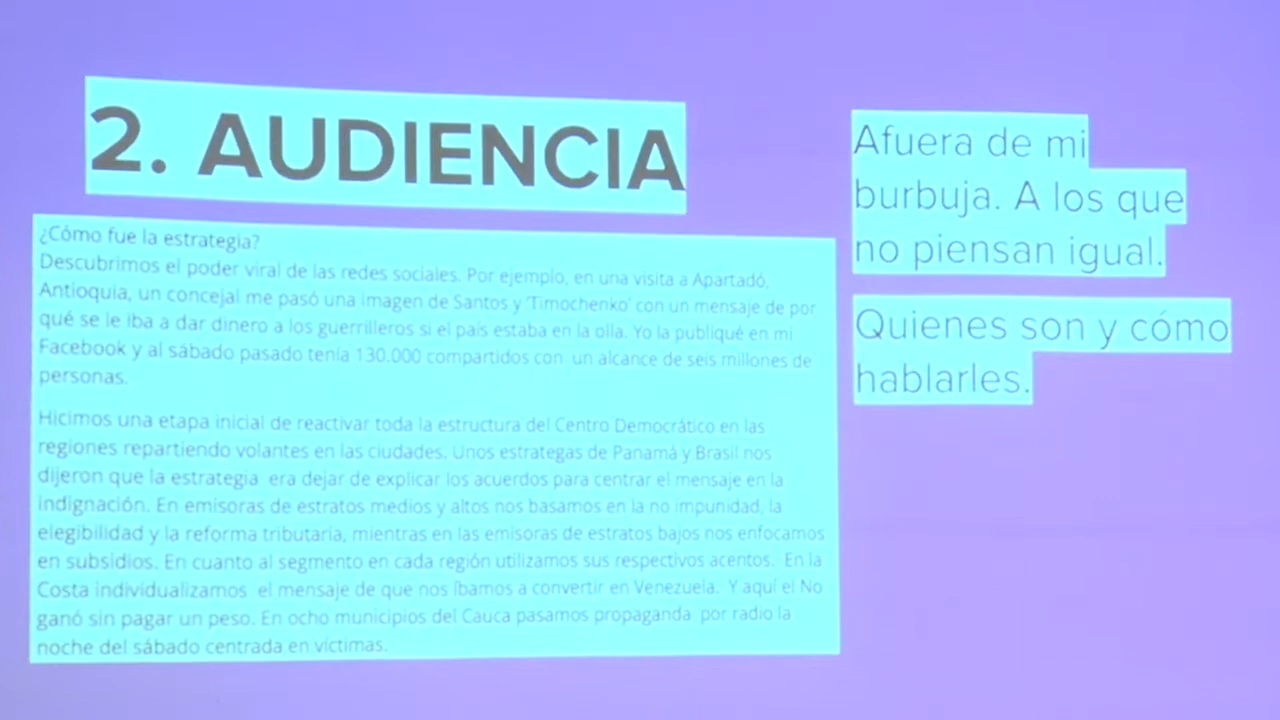 2. AUDIENCIA
¿Cómo fue la estrategia?
Descubrimos el poder viral de las redes sociales. Por ejemplo, en una visita a Apartadó,
Antioquia, un concejal me pasó una imagen de Santos y 'Timochenko' con un mensaje de por
qué se le iba a dar dinero a los guerrilleros si el país estaba en la olla. Yo la publiqué en mi
Facebook y al sábado pasado tenía 130.000 compartidos con un alcance de seis millones de
personas.
Hicimos una etapa inicial de reactivar toda la estructura del Centro Democrático en las
regiones repartiendo volantes en las ciudades. Unos estrategas de Panamá y Brasil nos
dijeron que la estrategia era dejar de explicar los acuerdos para centrar el mensaje en la
indignación. En emisoras de estratos medios y altos nos basamos en la no impunidad, la
elegibilidad y la reforma tributaria, mientras en las emisoras de estratos bajos nos enfocamos
en subsidios. En cuanto al segmento en cada región utilizamos sus respectivos acentos. En la
Costa individualizamos el mensaje de que nos íbamos a convertir en Venezuela. Y aquí el No
ganó sin pagar un peso. En ocho municipios del Cauca pasamos propaganda por radio la
noche del sábado centrada en víctimas.
Afuera de mi
burbuja. A los que
no piensan igual.
Quienes son y cómo
hablarles.